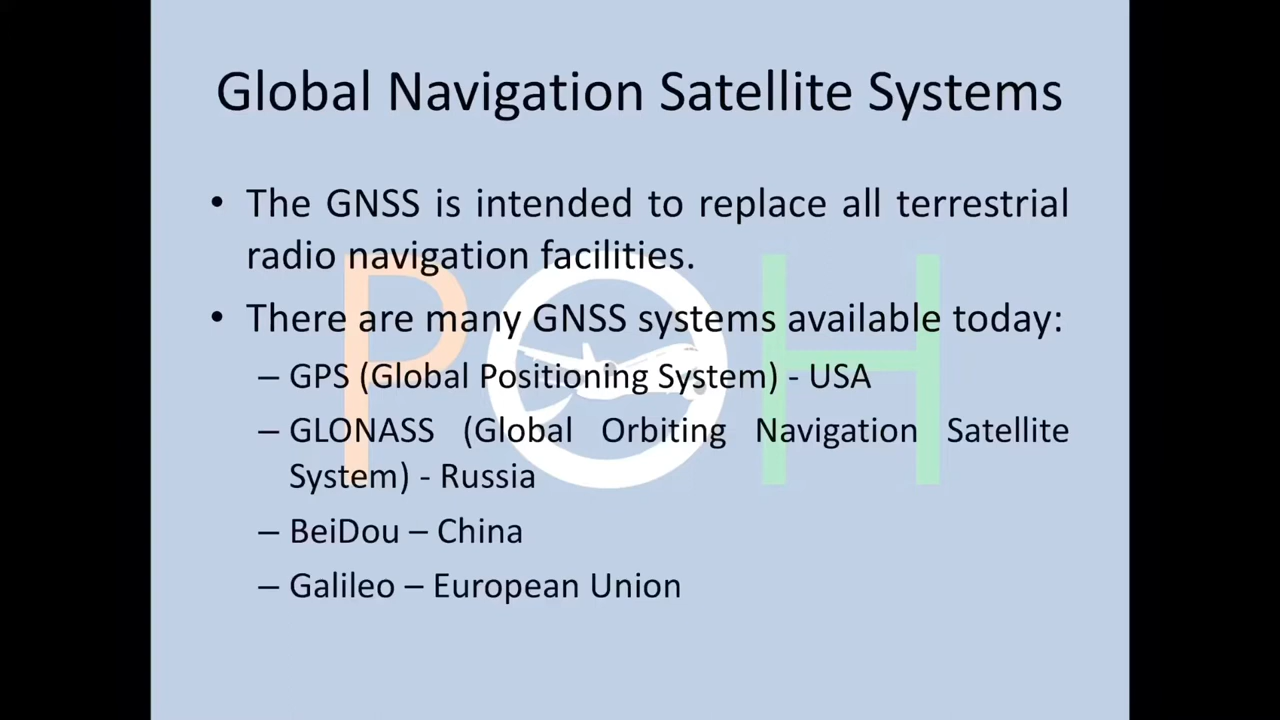 Global Navigation Satellite Systems
• The GNSS is intended to replace all terrestrial
radio navigation facilities.
• There are many GNSS systems available today:
– GPS (Global Positioning System) - USA
– GLONASS (Global Orbiting Navigation Satellite
System) - Russia
– BeiDou – China
– Galileo – European Union
POH